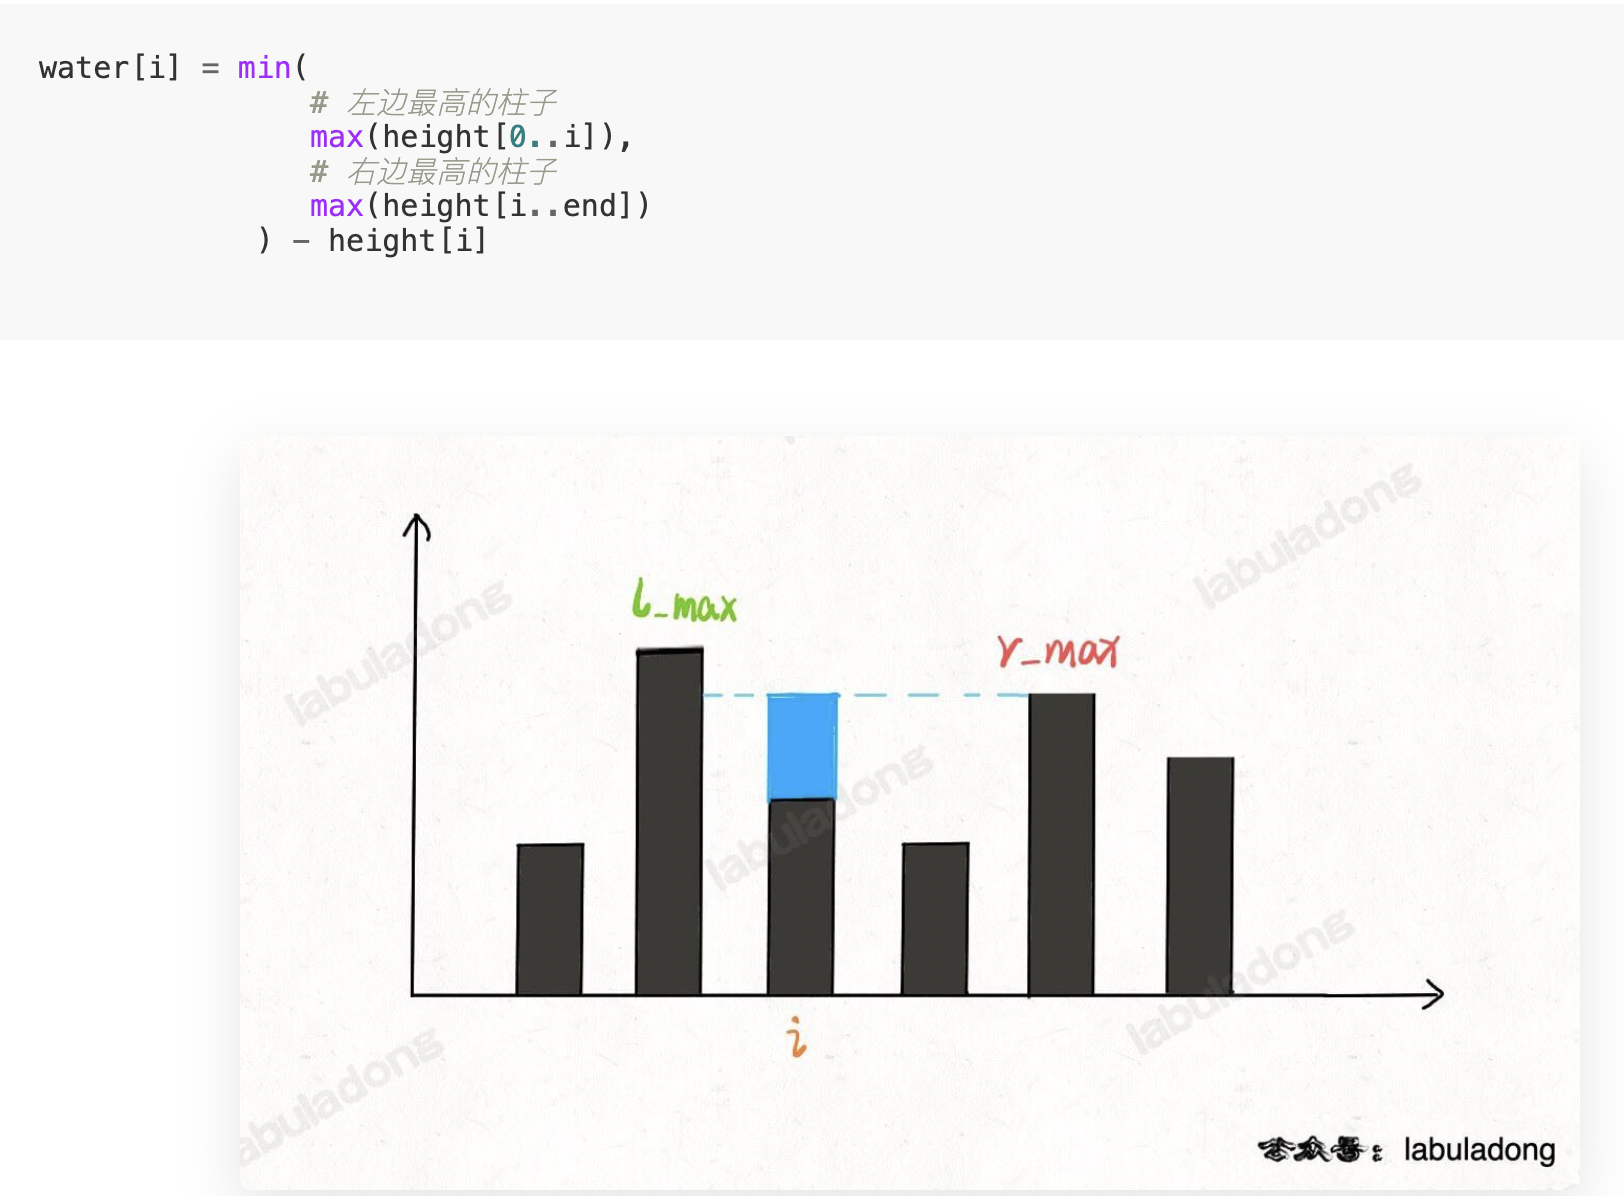 water[i] = min(
# 左边最高的柱子
max(height[0..i]),
# 右边最高的柱子
max(height[i..end])
) - height[i]
labuladong
l_max
r_max
labuladong
labuladong
labuladong
i
labuladong
公众号: labuladong